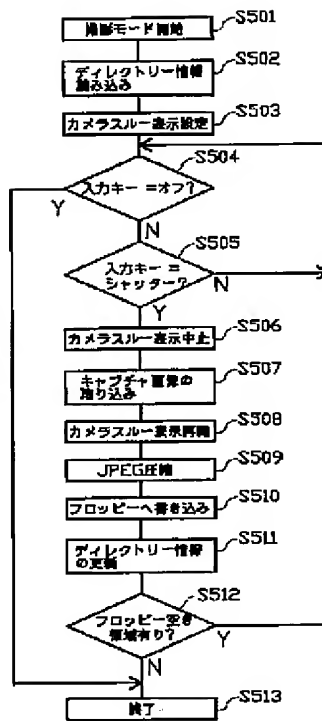 S501
撮影モード開始
S502
ディレクトリー情報
読み込み
S503
カメラスルー表示設定
S504
入力キー =オフ?
Y
N
S505
入力キー =
シャッター?
N
Y
S506
カメラスルー表示中止
S507
キャプチャ画像の
取り込み
S508
カメラスルー表示再開
S509
JPEG圧縮
S510
フロッピーへ書き込み
S511
ディレクトリー情報
の更新
S512
フロッピー空き
領域有り?
Y
N
S513
終了